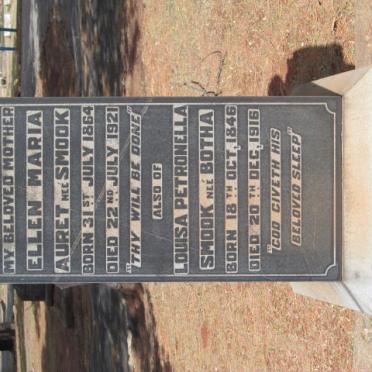 MY BELOVED MOTHER
ELLEN MARIA
AURET NEÉ SMOOK
BORN 31ST JULY 1864
DIED 22ND JULY 1921
"THY WILL BE DONE"
ALSO OF
LOUISA PETRONELLA
SMOOK NEÉ BOTHA
BORN 18TH OCT, 1846
DIED 20TH DEC, 1916
"GOD GIVETH HIS
BELOVED SLEEP"